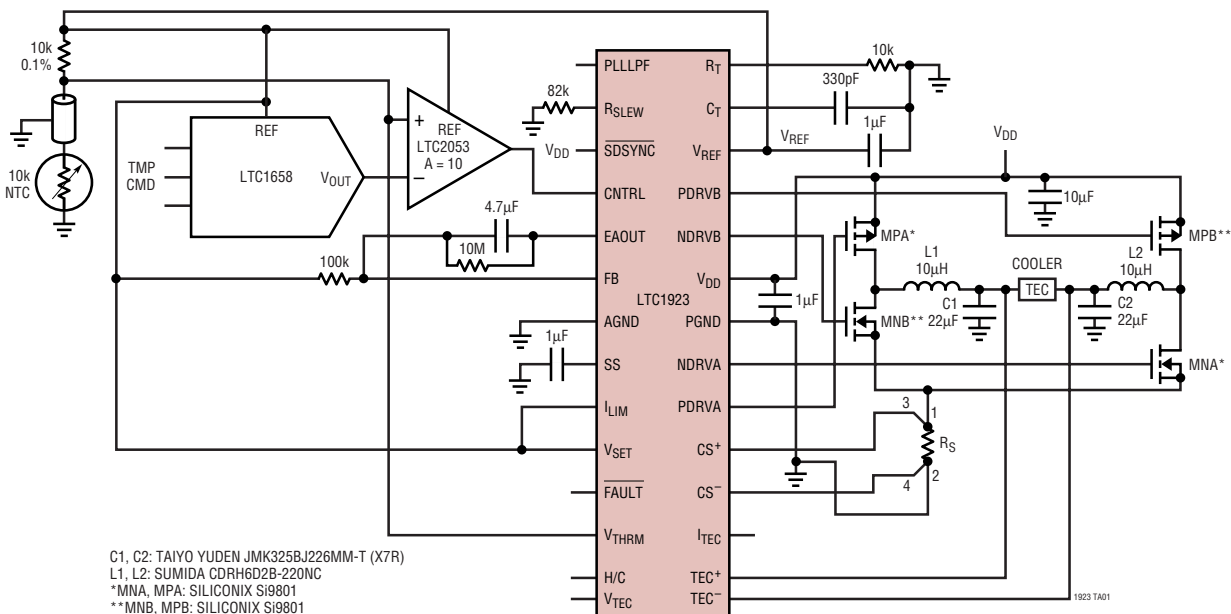 10k
0.1%
10k
NTC
TMP
CMD
REF
LTC1658
VOUT
+
–
REF
LTC2053
A = 10
82k
VDD
4.7µF
10M
100k
1µF
PLLLPF
RSLEW
SDSYNC
CNTRL
EAOUT
FB
AGND
SS
ILIM
VSET
FAULT
VTHRM
H/C
VTEC
LTC1923
RT
CT
VREF
PDRVB
NDRVB
VDD
PGND
NDRVA
PDRVA
CS+
CS–
ITEC
TEC+
TEC–
10k
330pF
1µF
VREF
VDD
10µF
MPA*
MPB**
L1
10µH
COOLER
TEC
L2
10µH
1µF
C1
22µF
C2
22µF
MNB**
MNA*
3
1
RS
4
2
C1, C2: TAIYO YUDEN JMK325BJ226MM-T (X7R)
L1, L2: SUMIDA CDRH6D2B-220NC
*MNA, MPA: SILICONIX Si9801
**MNB, MPB: SILICONIX Si9801
1923 TA01